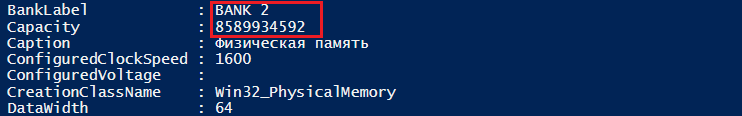 BankLabel : BANK 2
Capacity : 8589934592
Caption : Физическая память
ConfiguredClockSpeed : 1600
ConfiguredVoltage :
CreationClassName : Win32_PhysicalMemory
DataWidth : 64